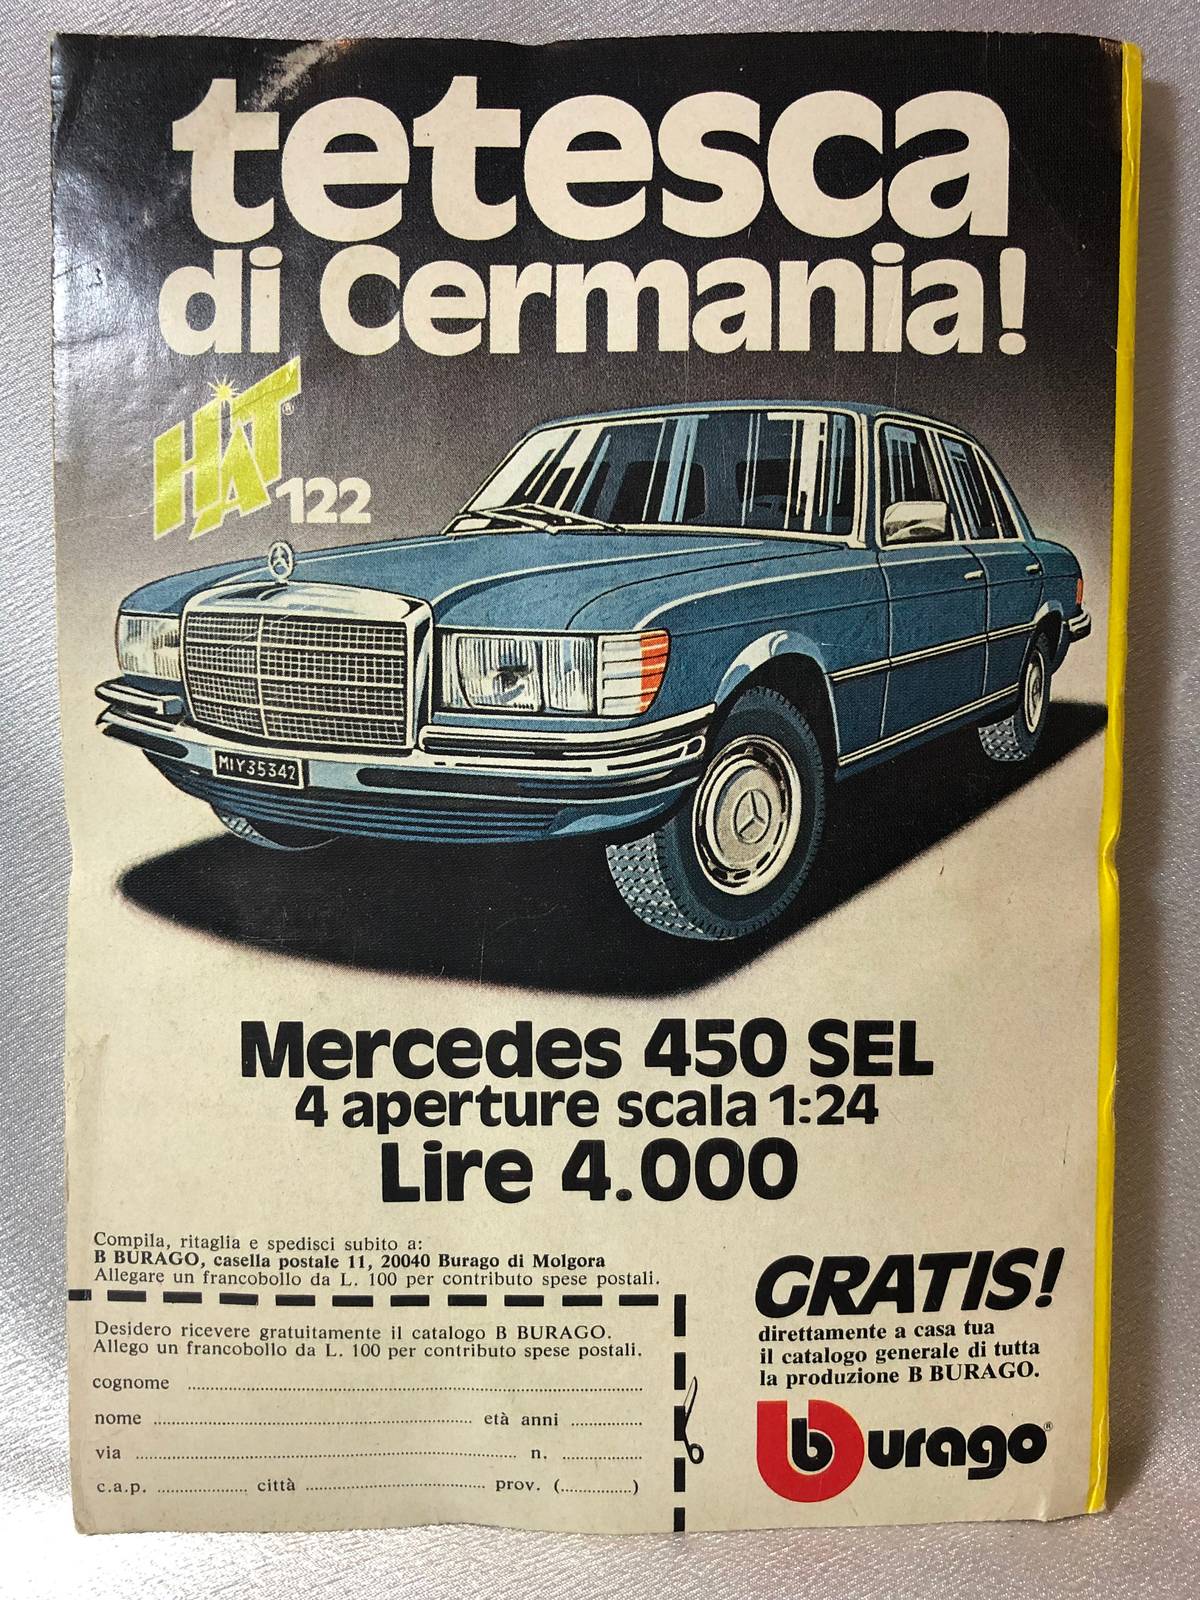 tetesca
di Cermania!
HIT ®
122
MIY35342
Mercedes 450 SEL
4 aperture scala 1:24
Lire 4.000
Compila, ritaglia e spedisci subito a:
B BURAGO, casella postale 11, 20040 Burago di Molgora
Allegare un francobollo da L. 100 per contributo spese postali.
Desidero ricevere gratuitamente il catalogo B BURAGO.
Allego un francobollo da L. 100 per contributo spese postali.
cognome ........................................
nome ........................................ età anni ..............
via ........................................ n. ..............
c.a.p. .................. città .............................. prov. (..............)
GRATIS!
direttamente a casa tua
il catalogo generale di tutta
la produzione B BURAGO.
burago®